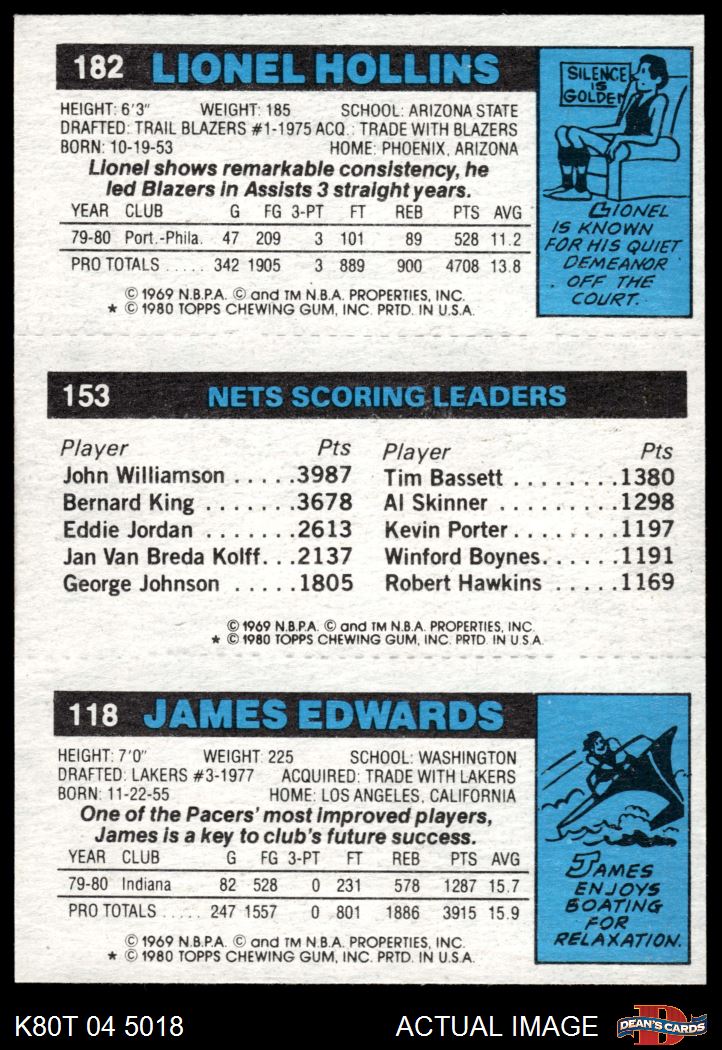 182 LIONEL HOLLINS
HEIGHT: 6'3" WEIGHT: 185 SCHOOL: ARIZONA STATE
DRAFTED: TRAIL BLAZERS #1-1975 ACQ.: TRADE WITH BLAZERS
BORN: 10-19-53 HOME: PHOENIX, ARIZONA
Lionel shows remarkable consistency, he
led Blazers in Assists 3 straight years.
YEAR CLUB G FG 3-PT FT REB PTS AVG
79-80 Port.-Phila. 47 209 3 101 89 528 11.2
PRO TOTALS ..... 342 1905 3 889 900 4708 13.8
© 1969 N.B.P.A. © and TM N.B.A. PROPERTIES, INC.
* © 1980 TOPPS CHEWING GUM, INC. PRTD. IN U.S.A.
SILENCE
IS
GOLDEN
LIONEL
IS KNOWN
FOR HIS QUIET
DEMEANOR
OFF THE
COURT.
153 NETS SCORING LEADERS
Player Pts Player Pts
John Williamson .....3987 Tim Bassett ........1380
Bernard King .......3678 Al Skinner ........1298
Eddie Jordan .......2613 Kevin Porter........1197
Jan Van Breda Kolff...2137 Winford Boynes......1191
George Johnson .....1805 Robert Hawkins .....1169
© 1969 N.B.P.A. © and TM N.B.A. PROPERTIES, INC.
* © 1980 TOPPS CHEWING GUM, INC. PRTD. IN U.S.A.
118 JAMES EDWARDS
HEIGHT: 7'0" WEIGHT: 225 SCHOOL: WASHINGTON
DRAFTED: LAKERS #3-1977 ACQUIRED: TRADE WITH LAKERS
BORN: 11-22-55 HOME: LOS ANGELES, CALIFORNIA
One of the Pacers' most improved players,
James is a key to club's future success.
YEAR CLUB G FG 3-PT FT REB PTS AVG
79-80 Indiana 82 528 0 231 578 1287 15.7
PRO TOTALS ..... 247 1557 0 801 1886 3915 15.9
© 1969 N.B.P.A. © and TM N.B.A. PROPERTIES, INC.
* © 1980 TOPPS CHEWING GUM, INC. PRTD. IN U.S.A.
JAMES
ENJOYS
BOATING
FOR
RELAXATION.
K80T 04 5018 ACTUAL IMAGE D DEAN'S CARDS